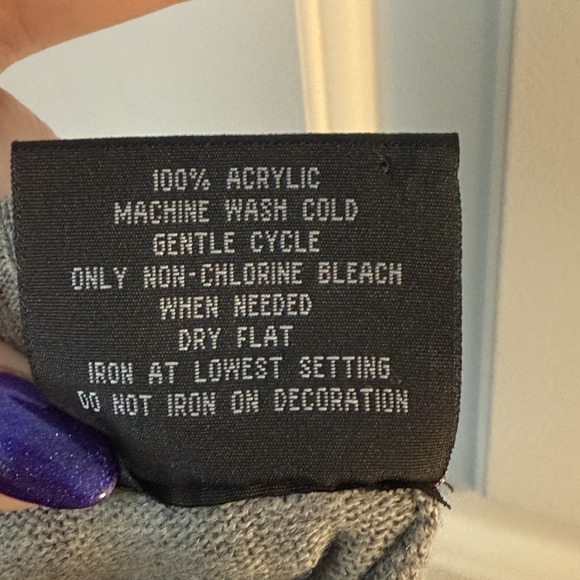 100% ACRYLIC
MACHINE WASH COLD
GENTLE CYCLE
ONLY NON-CHLORINE BLEACH
WHEN NEEDED
DRY FLAT
IRON AT LOWEST SETTING
DO NOT IRON ON DECORATION